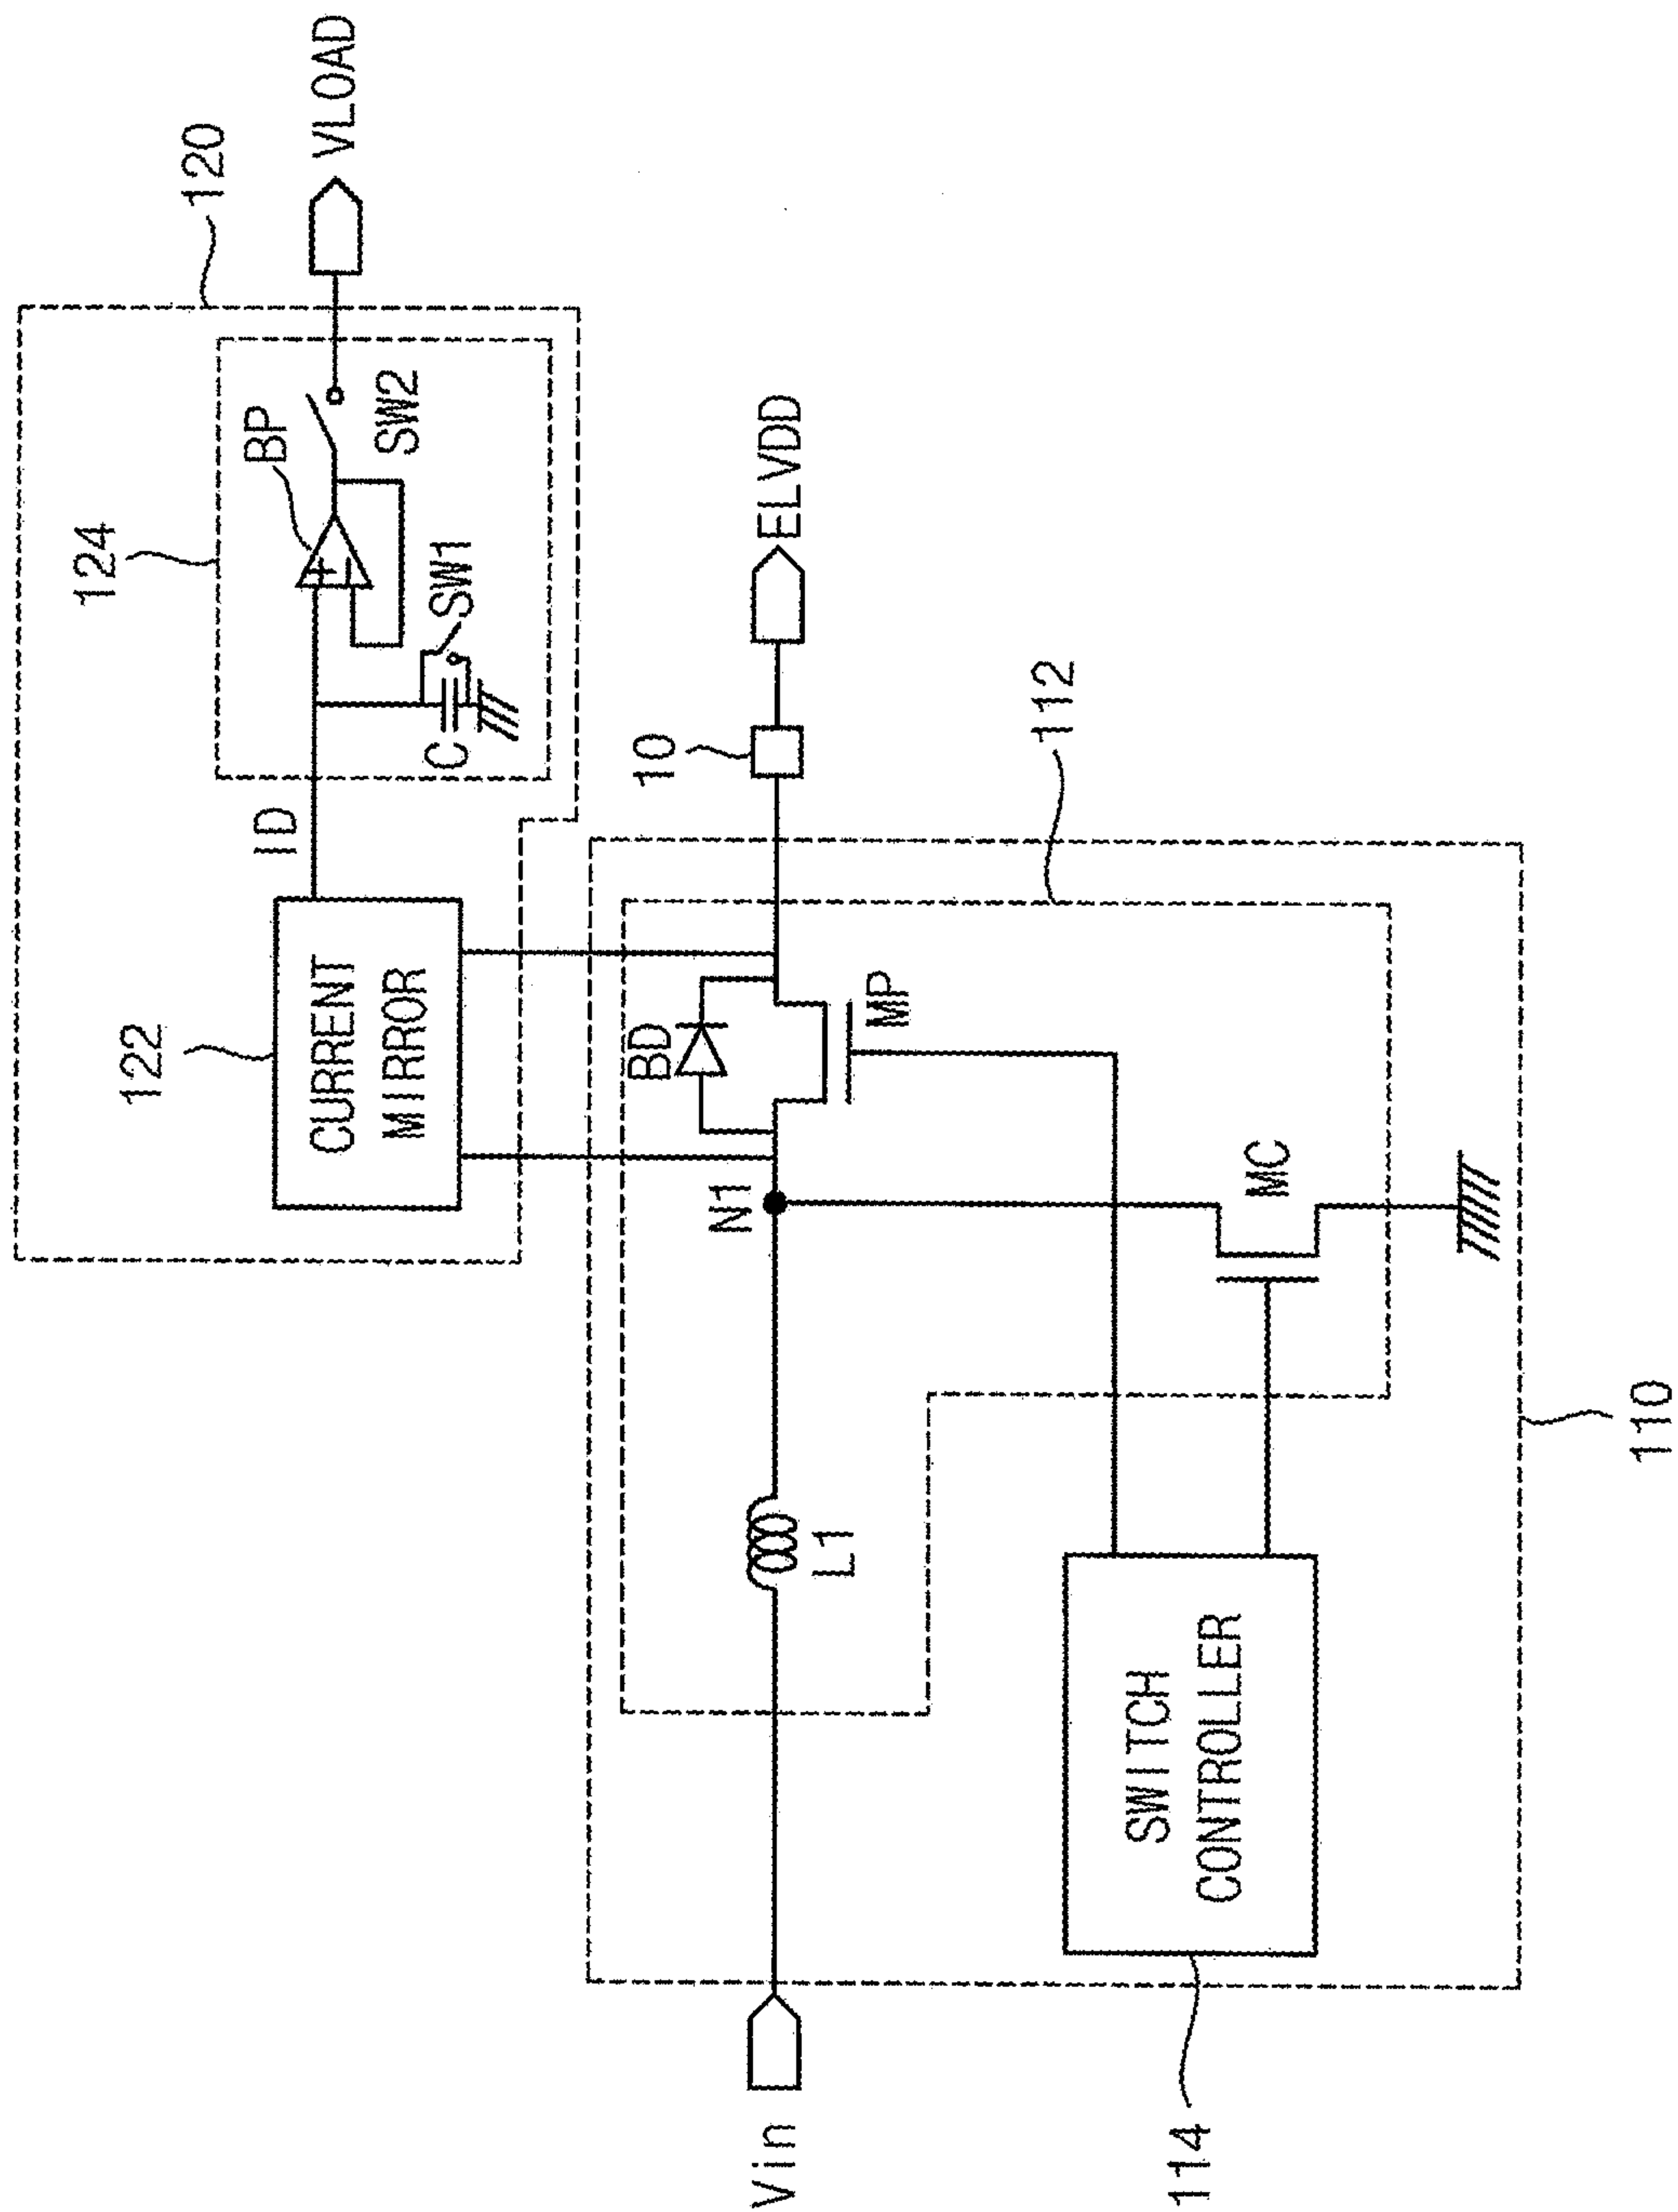 120
124
BP
VLOAD
122
ID
SW2
SW1
C
CURRENT
MIRROR
10
BD
N1
ELVDD
Vin
L1
MP
112
MC
SWITCH
CONTROLLER
114
110
+
−